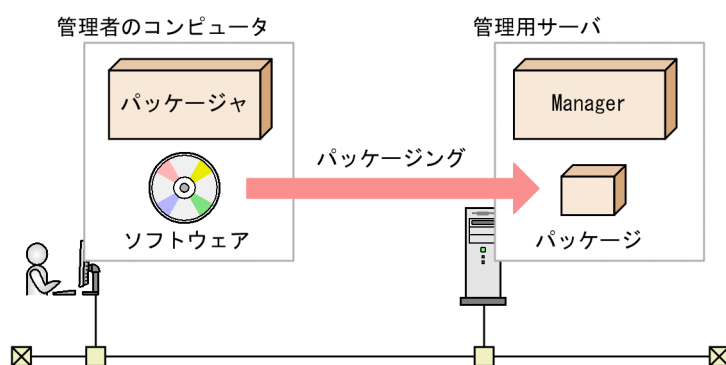 管理者のコンピュータ
管理用サーバ
パッケージャ
Manager
パッケージング
ソフトウェア
パッケージ